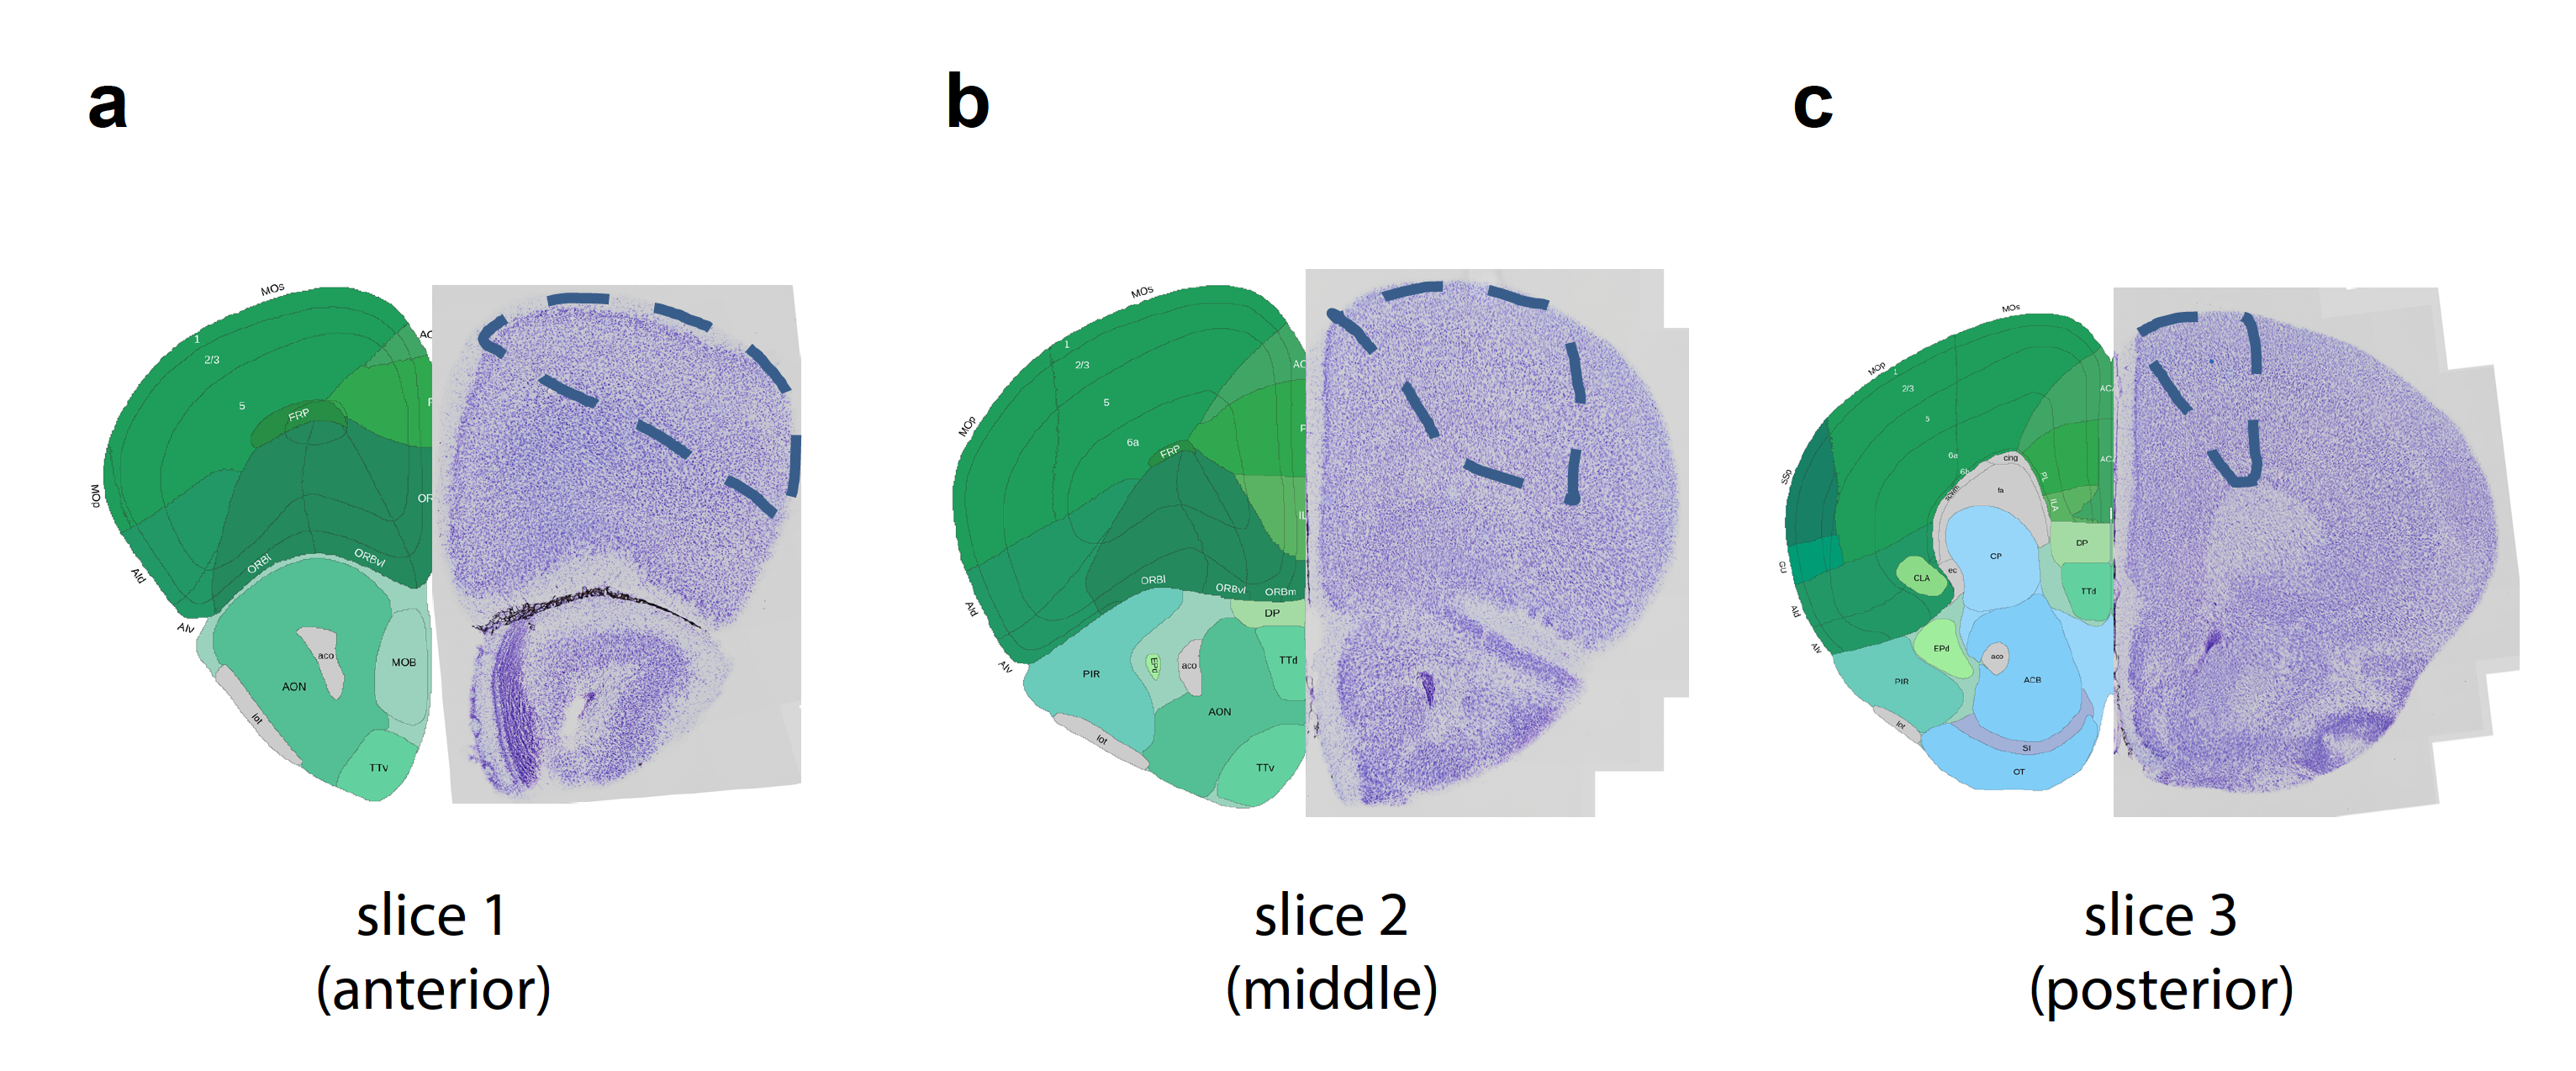 a
b
c
MOs
AC
1
2/3
5
FRP
MOp
OR
ORBl
ORBvl
AId
AIv
aco
MOB
AON
lot
TTv
MOs
1
AC
2/3
5
MOp
6a
FRP
IL
ORBl
ORBvl
ORBm
AId
DP
AIv
PIR
EPd
aco
TTd
AON
lot
TTv
MOs
MOp
1
2/3
ACA
5
6a
cing
ACA
6b
SSp
PL
fa
ILA
CP
DP
GU
ec
CLA
TTd
AId
AIv
EPd
aco
PIR
ACB
lot
SI
OT
slice 1
(anterior)
slice 2
(middle)
slice 3
(posterior)